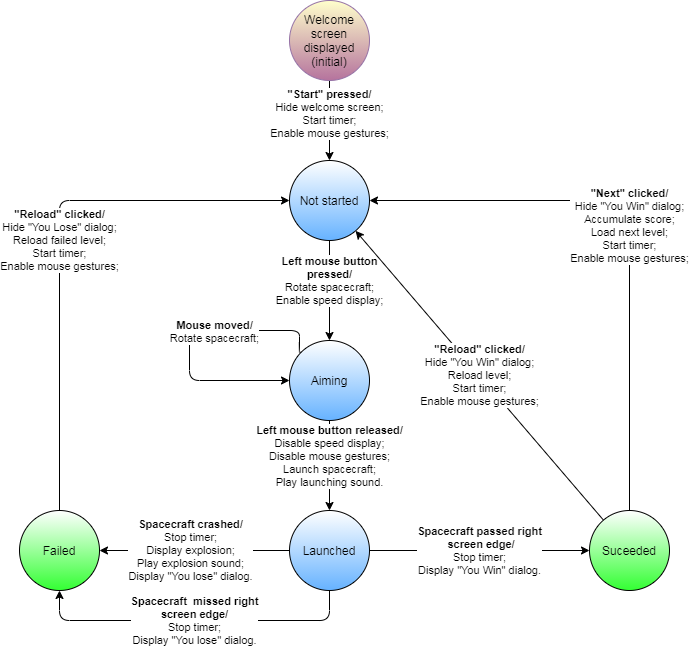 Welcome
screen
displayed
(initial)
"Start" pressed/
Hide welcome screen;
Start timer;
Enable mouse gestures;
Not started
"Reload" clicked/
Hide "You Lose" dialog;
Reload failed level;
Start timer;
Enable mouse gestures;
"Next" clicked/
Hide "You Win" dialog;
Accumulate score;
Load next level;
Start timer;
Enable mouse gestures;
Left mouse button
pressed/
Rotate spacecraft;
Enable speed display;
Mouse moved/
Rotate spacecraft;
Aiming
"Reload" clicked/
Hide "You Win" dialog;
Reload level;
Start timer;
Enable mouse gestures;
Left mouse button released/
Disable speed display;
Disable mouse gestures;
Launch spacecraft;
Play launching sound.
Failed
Spacecraft crashed/
Stop timer;
Display explosion;
Play explosion sound;
Display "You lose" dialog.
Launched
Spacecraft passed right
screen edge/
Stop timer;
Display "You Win" dialog.
Suceeded
Spacecraft missed right
screen edge/
Stop timer;
Display "You lose" dialog.